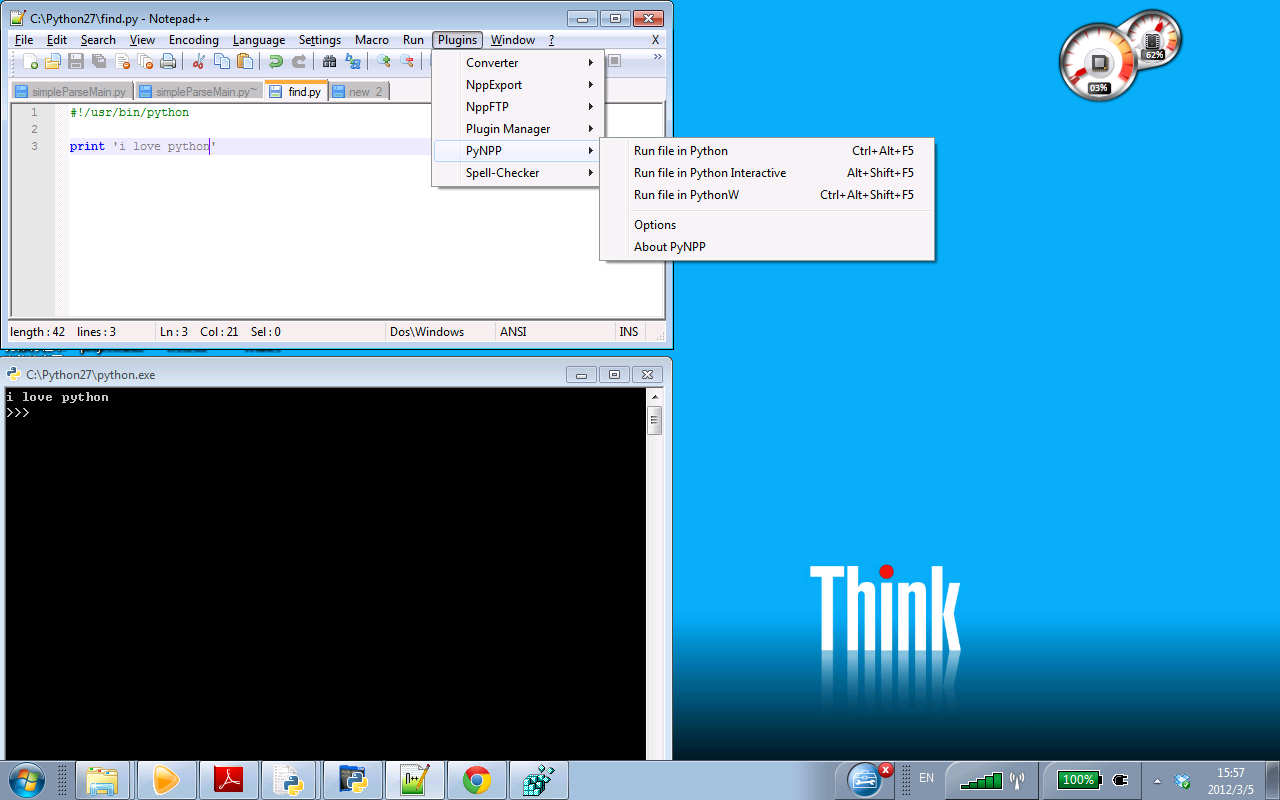 C:\Python27\find.py - Notepad++
File Edit Search View Encoding Language Settings Macro Run Plugins Window ? X
simpleParseMain.py simpleParseMain.py~ find.py new 2
1 #!/usr/bin/python
2
3 print 'i love python'
Converter
NppExport
NppFTP
Plugin Manager
PyNPP
Spell-Checker
Run file in Python Ctrl+Alt+F5
Run file in Python Interactive Alt+Shift+F5
Run file in PythonW Ctrl+Alt+Shift+F5
Options
About PyNPP
length : 42 lines : 3 Ln : 3 Col : 21 Sel : 0 Dos\Windows ANSI INS
C:\Python27\python.exe
i love python
>>>
62%
03%
Think
EN
100%
15:57
2012/3/5